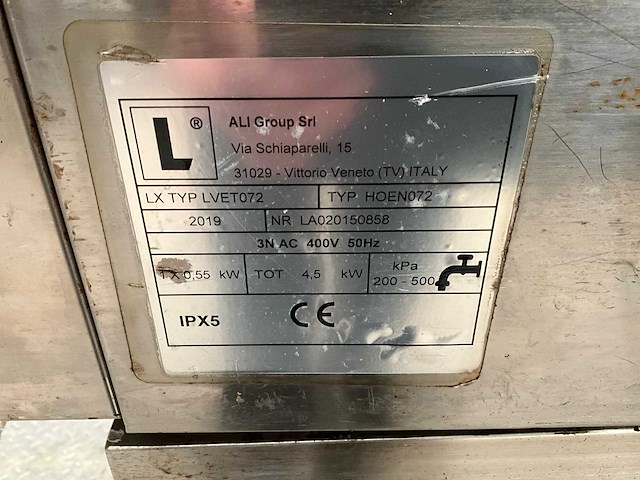 L ®
ALI Group Srl
Via Schiaparelli, 15
31029 - Vittorio Veneto (TV) ITALY
LX TYP LVET072 TYP HOEN072
2019 NR LA020150858
3N AC 400V 50Hz
1 X 0,55 kW TOT 4,5 kW kPa
200 - 500
IPX5 CE